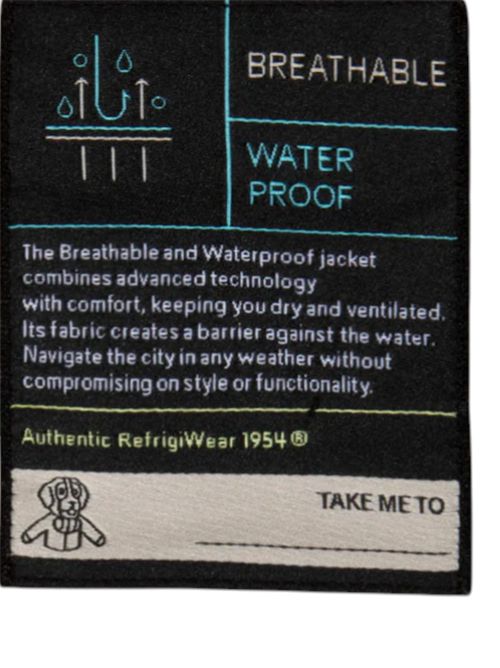 BREATHABLE
WATER
PROOF
The Breathable and Waterproof jacket
combines advanced technology
with comfort, keeping you dry and ventilated.
Its fabric creates a barrier against the water.
Navigate the city in any weather without
compromising on style or functionality.
Authentic RefrigiWear 1954®
TAKE ME TO